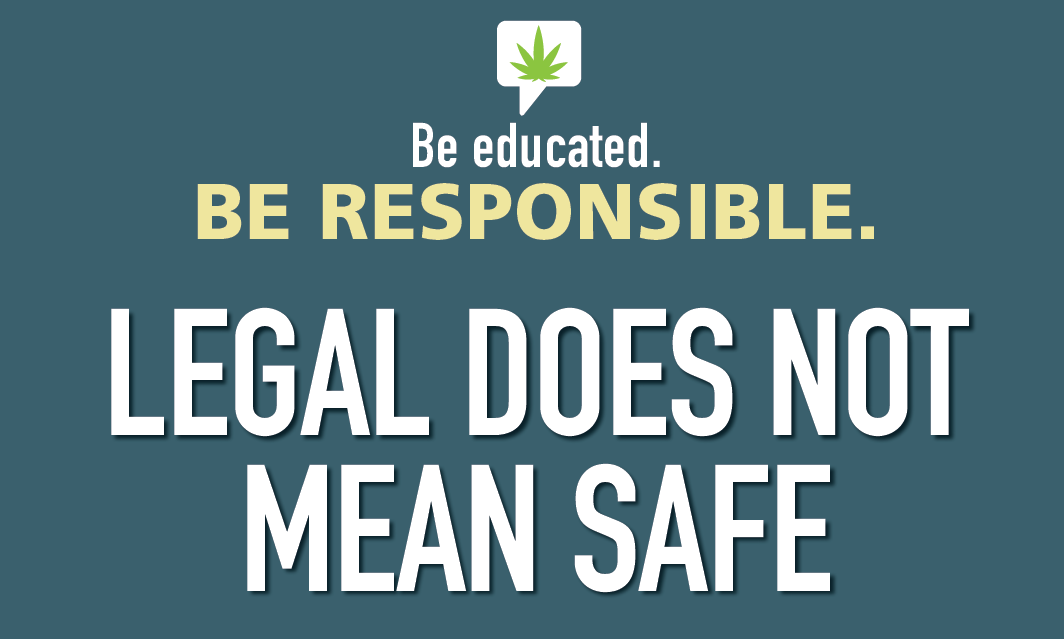 Be educated.
BE RESPONSIBLE.
LEGAL DOES NOT
MEAN SAFE